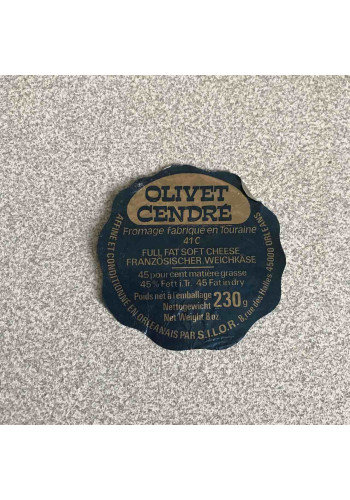 OLIVET
CENDRÉ
Fromage fabriqué en Touraine
41 C
FULL FAT SOFT CHEESE
FRANZÖSISCHER WEICHKÄSE
45 pour cent matière grasse
45% Fett i Tr. 45 Fat in dry
Poids net à l'emballage
Nettogewicht 230 g
Net Weight 8 oz
AFFINÉ ET CONDITIONNÉ EN ORLÉANAIS PAR S.I.L.O.R. 8, rue des Halles 45000 ORLÉANS